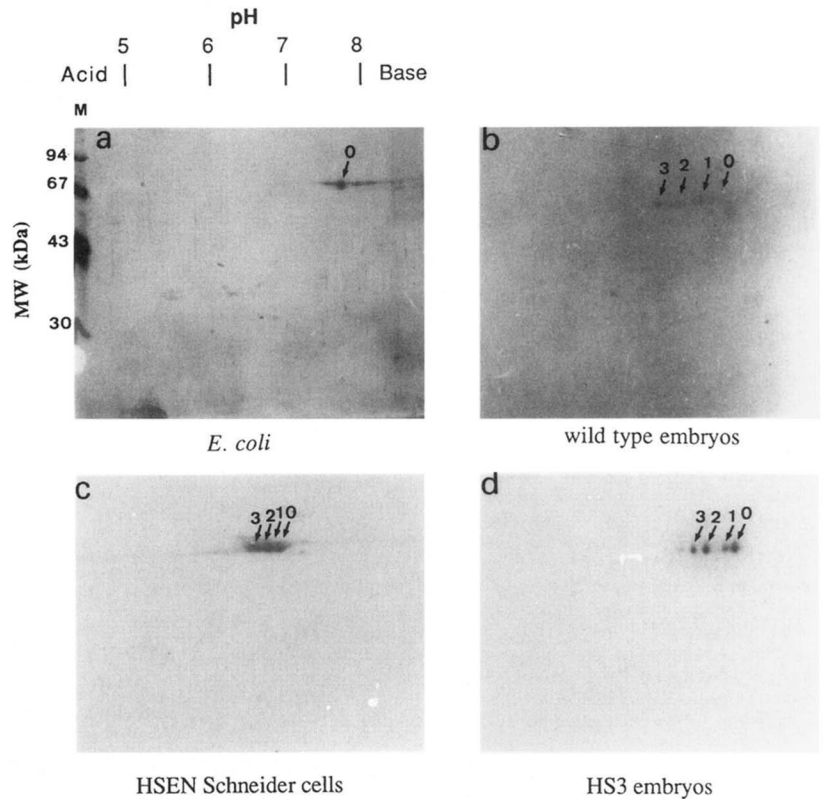 pH
5 6 7 8
Acid | | | | Base
M
a
0
94
67
43
30
MW (kDa)
E. coli
b
3 2 1 0
wild type embryos
c
3 2 1 0
HSEN Schneider cells
d
3 2 1 0
HS3 embryos